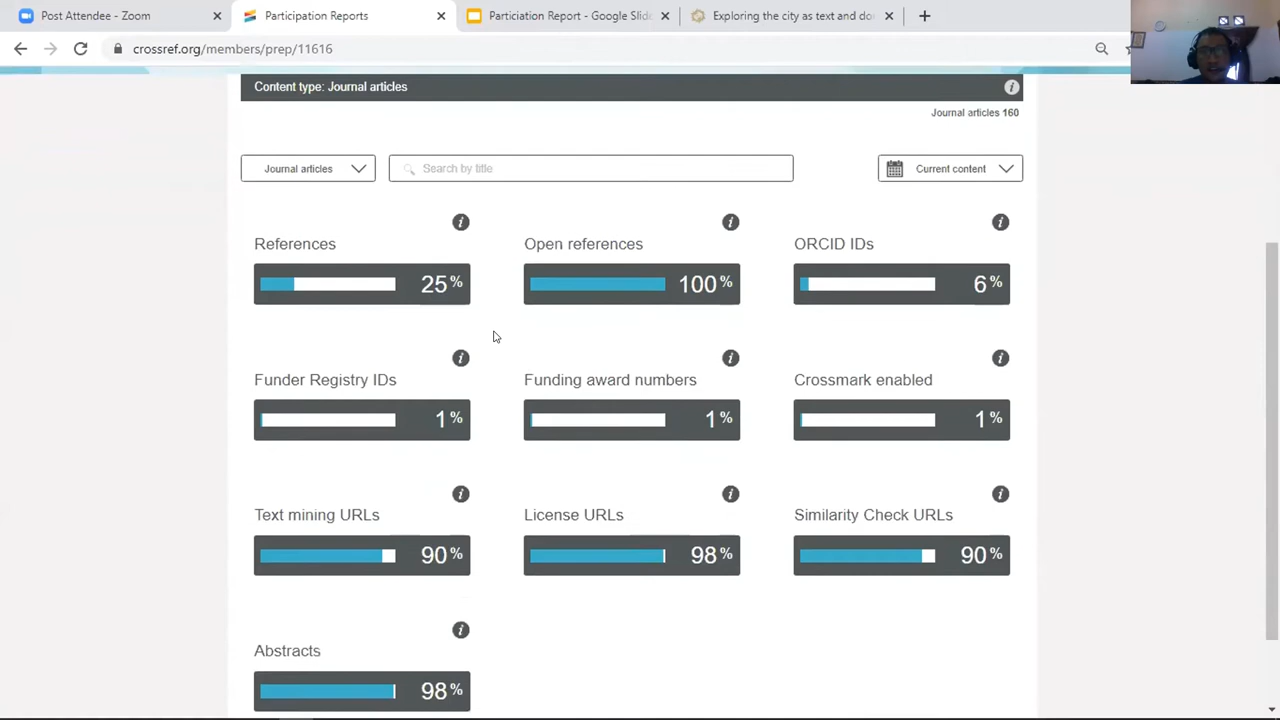 Post Attendee - Zoom
Participation Reports
Particiation Report - Google Slide
Exploring the city as text and do
crossref.org/members/prep/11616
Content type: Journal articles
Journal articles 160
Journal articles
Search by title
Current content
References
Open references
ORCID IDs
25%
100%
6%
Funder Registry IDs
Funding award numbers
Crossmark enabled
1%
1%
1%
Text mining URLs
License URLs
Similarity Check URLs
90%
98%
90%
Abstracts
98%